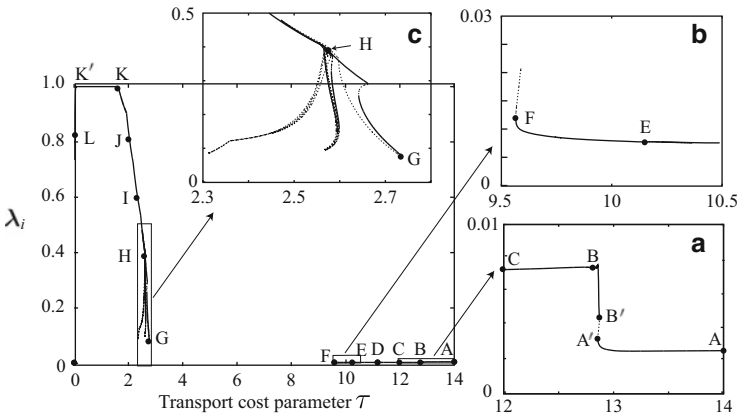 0.5
c
H
G
0
2.3 2.5 2.7
0.03
b
F
E
0
9.5 10 10.5
1.0
K′ K
0.8
L
J
0.6
I
λi
0.4
H
0.2
G
0
F E D C B A
0 2 4 6 8 10 12 14
Transport cost parameter τ
0.01
a
C B
B′
A′
A
0
12 13 14